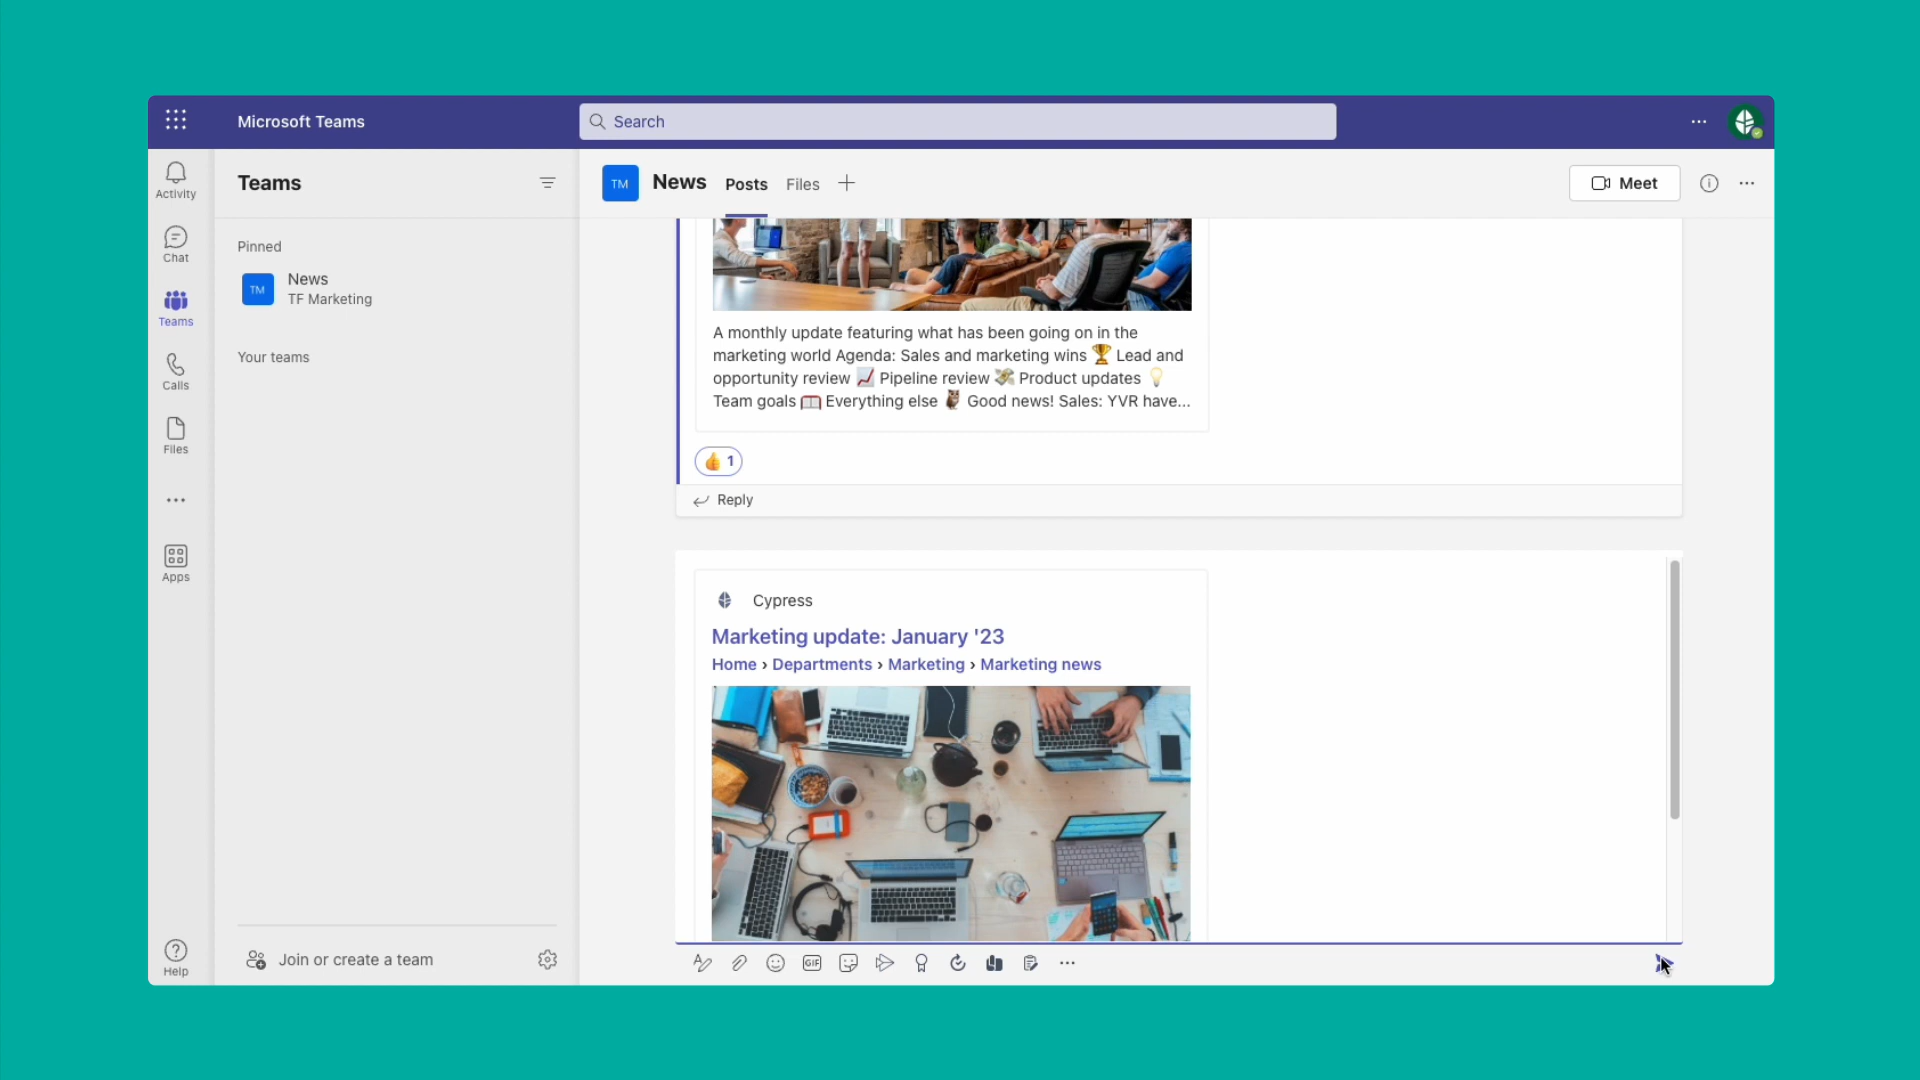 Microsoft Teams
Search
Activity
Chat
Teams
Calls
Files
Apps
Help
Teams
Pinned
TM
News
TF Marketing
Your teams
Join or create a team
TM
News
Posts
Files
Meet
A monthly update featuring what has been going on in the
marketing world Agenda: Sales and marketing wins 🏆 Lead and
opportunity review 📈 Pipeline review 💸 Product updates 💡
Team goals 📖 Everything else 🦉 Good news! Sales: YVR have...
👍 1
Reply
Cypress
Marketing update: January '23
Home › Departments › Marketing › Marketing news
GIF